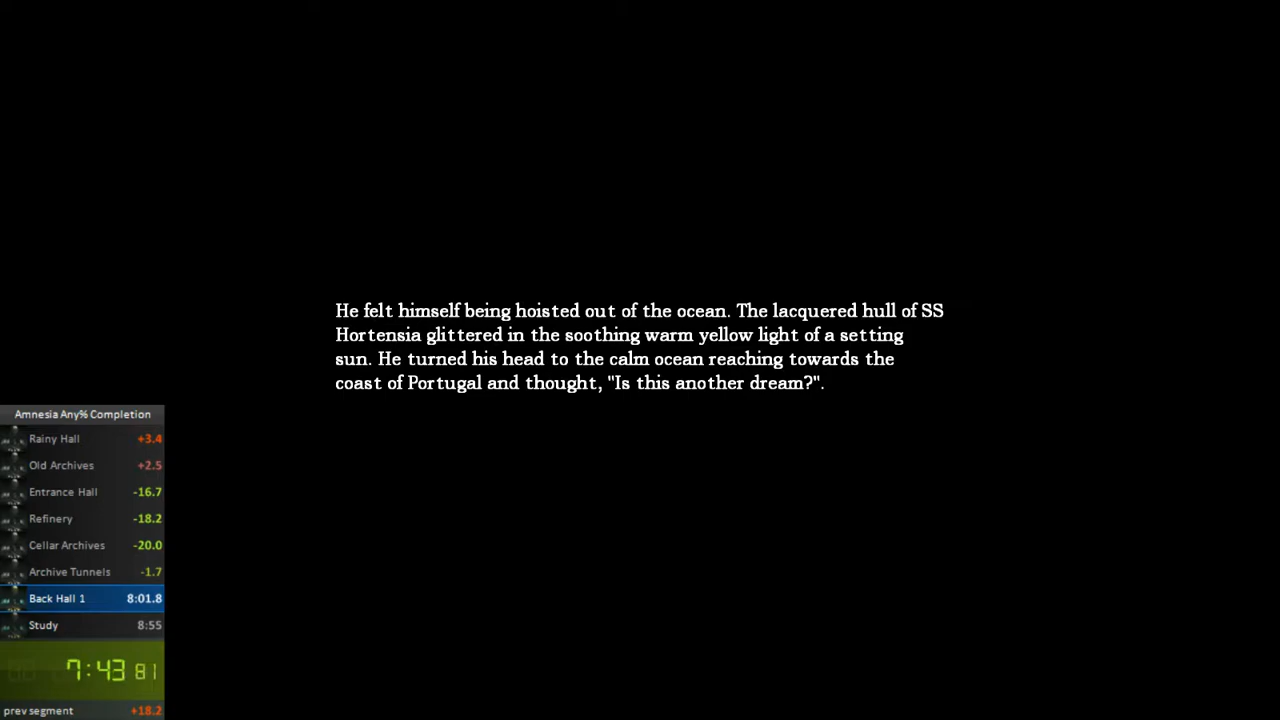 He felt himself being hoisted out of the ocean. The lacquered hull of SS
Hortensia glittered in the soothing warm yellow light of a setting
sun. He turned his head to the calm ocean reaching towards the
coast of Portugal and thought, "Is this another dream?".
Amnesia Any% Completion
Rainy Hall +3.4
Old Archives +2.5
Entrance Hall -16.7
Refinery -18.2
Cellar Archives -20.0
Archive Tunnels -1.7
Back Hall 1 8:01.8
Study 8:55
7:43 81
prev segment +18.2